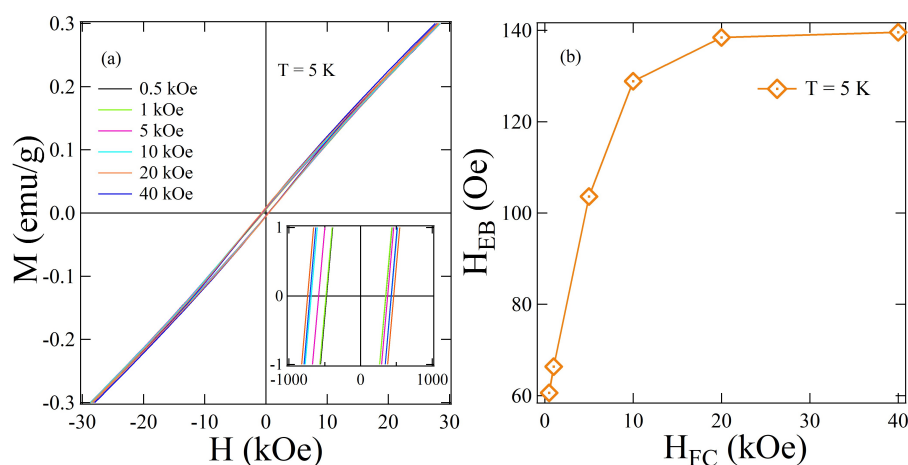 (a)
T = 5 K
0.5 kOe
1 kOe
5 kOe
10 kOe
20 kOe
40 kOe
M (emu/g)
0.3
0.2
0.1
0.0
-0.1
-0.2
-0.3
-30
-20
-10
0
10
20
30
H (kOe)
1
0
-1
-1000
0
1000
(b)
T = 5 K
H_EB (Oe)
140
120
100
80
60
0
10
20
30
40
H_FC (kOe)